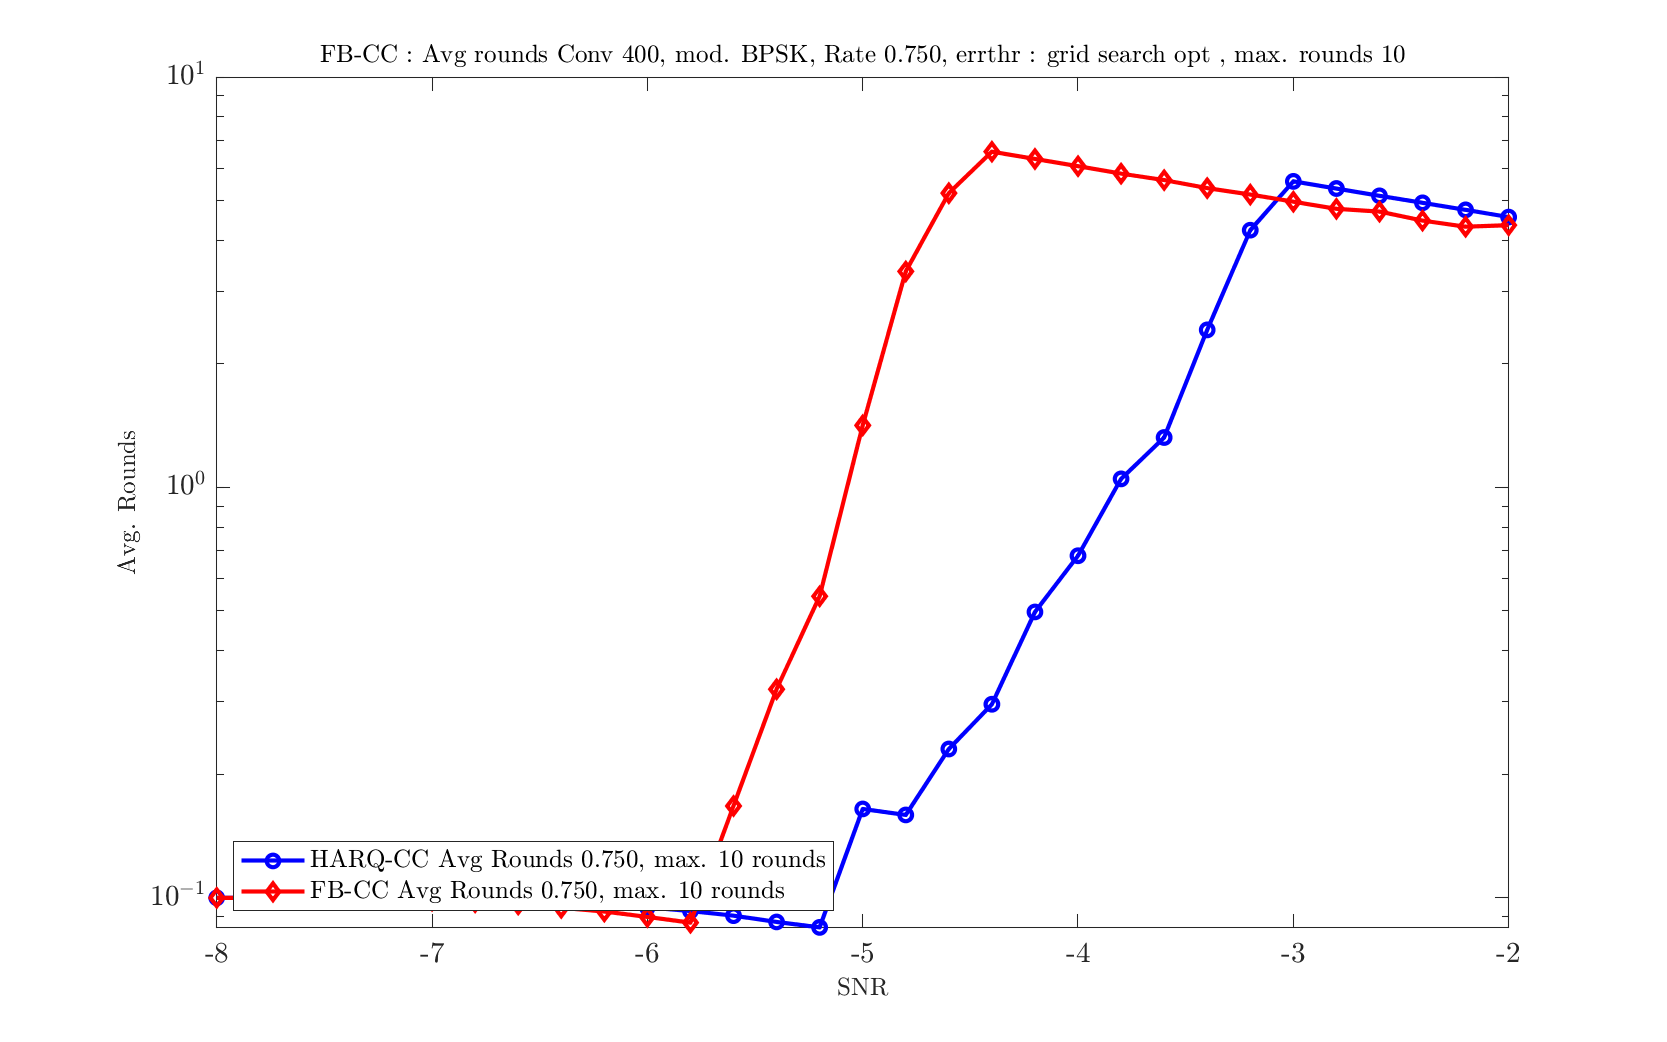 FB-CC : Avg rounds Conv 400, mod. BPSK, Rate 0.750, errthr : grid search opt , max. rounds 10
10^1
10^0
10^-1
Avg. Rounds
HARQ-CC Avg Rounds 0.750, max. 10 rounds
FB-CC Avg Rounds 0.750, max. 10 rounds
-8 -7 -6 -5 -4 -3 -2
SNR